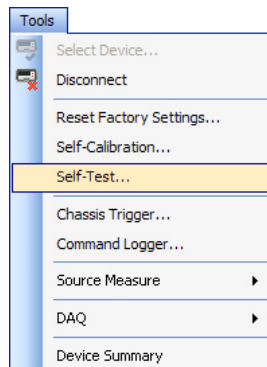 Tools
Select Device...
Disconnect
Reset Factory Settings...
Self-Calibration...
Self-Test...
Chassis Trigger...
Command Logger...
Source Measure
DAQ
Device Summary